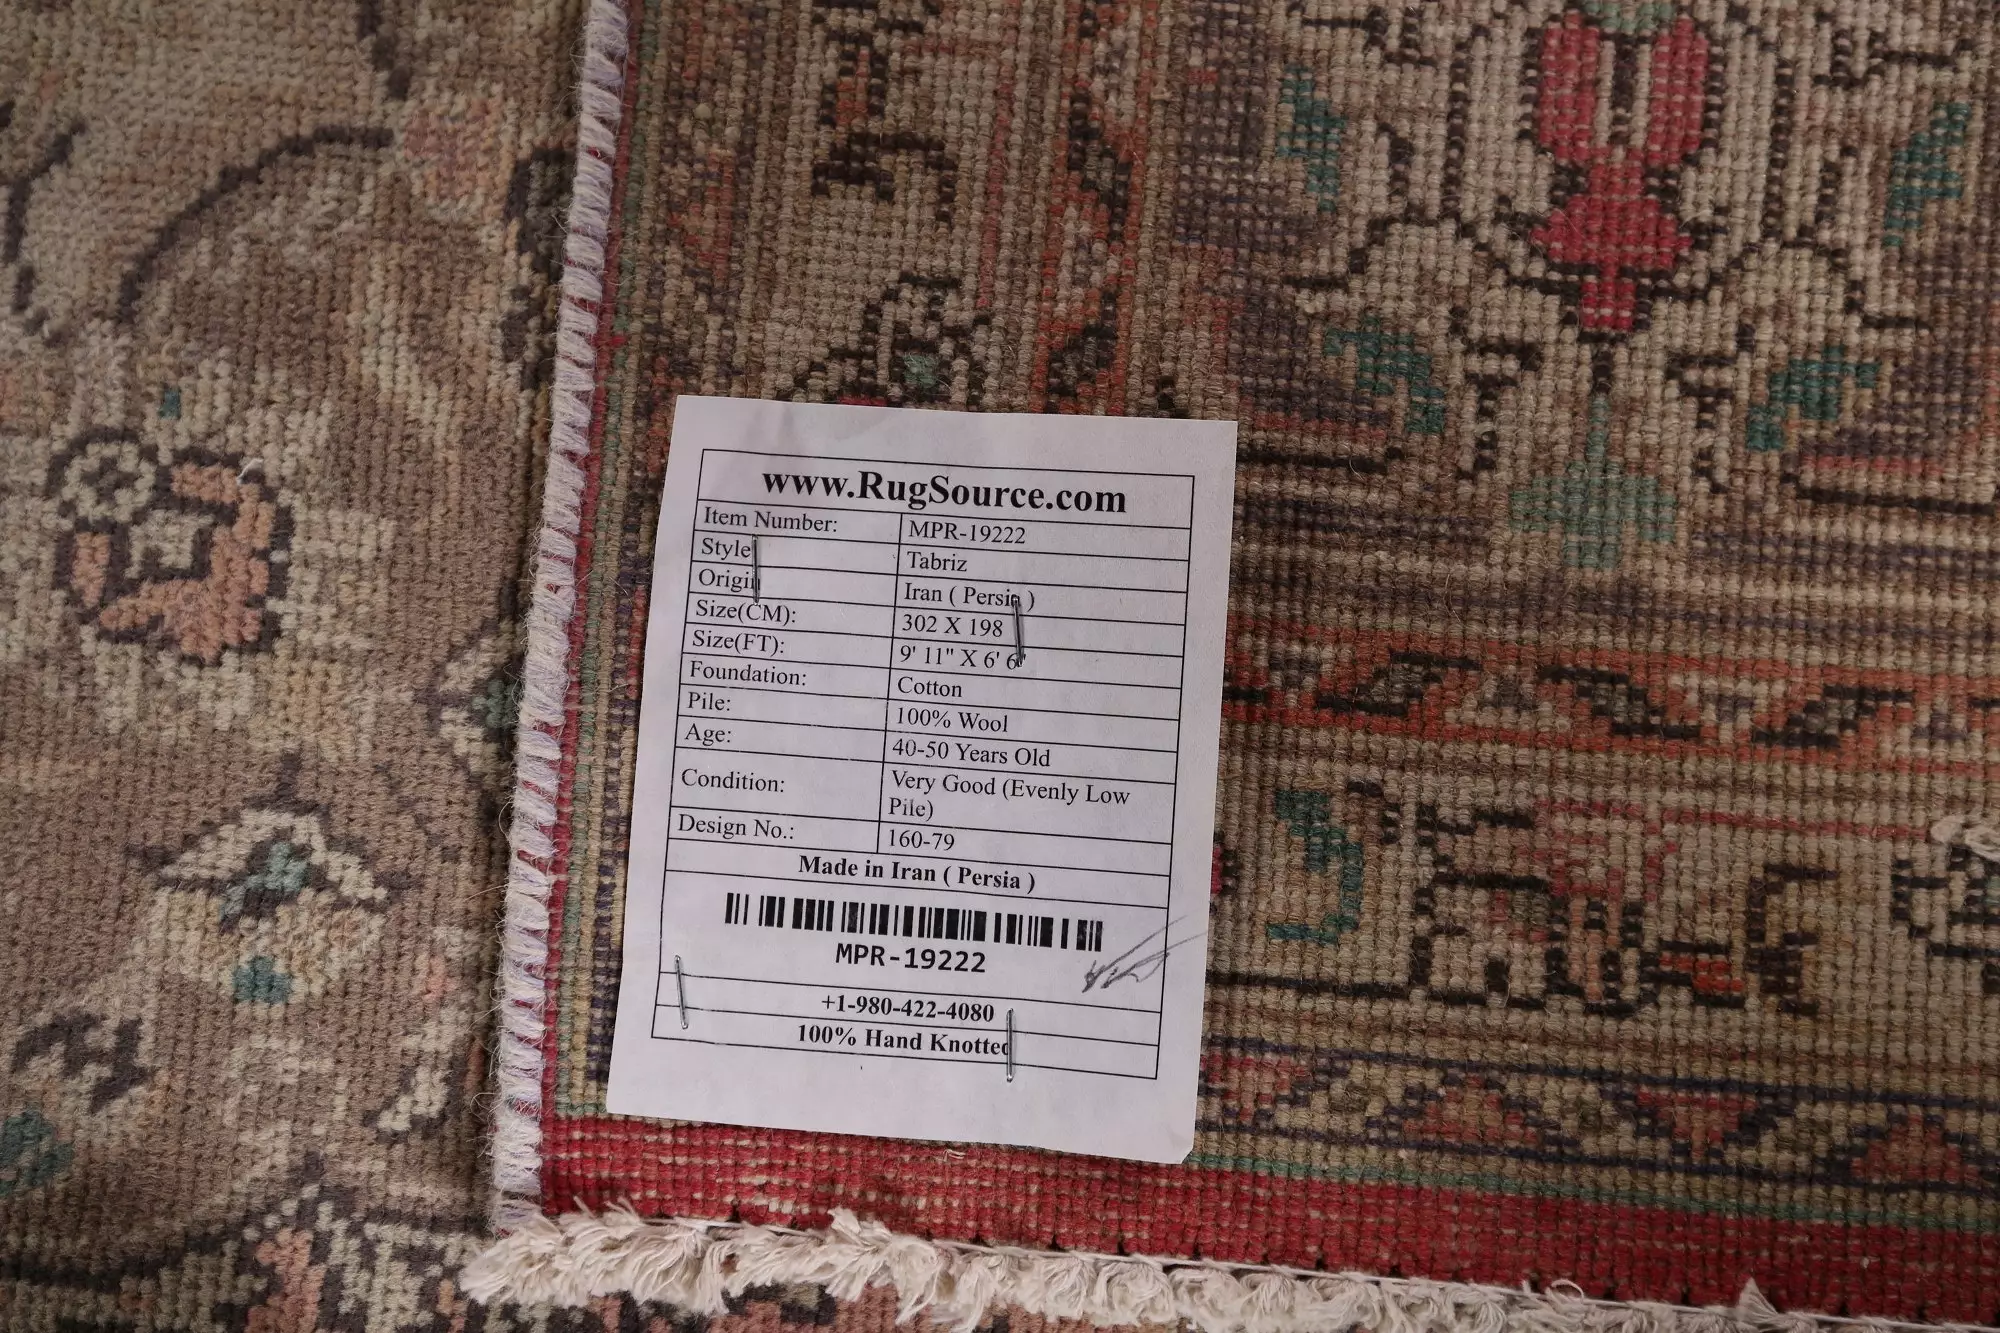 www.RugSource.com
Item Number: MPR-19222
Style Tabriz
Origin Iran ( Persia )
Size(CM): 302 X 198
Size(FT): 9' 11" X 6' 6"
Foundation: Cotton
Pile: 100% Wool
Age: 40-50 Years Old
Condition: Very Good (Evenly Low
Pile)
Design No.: 160-79
Made in Iran ( Persia )
MPR-19222
+1-980-422-4080
100% Hand Knotted